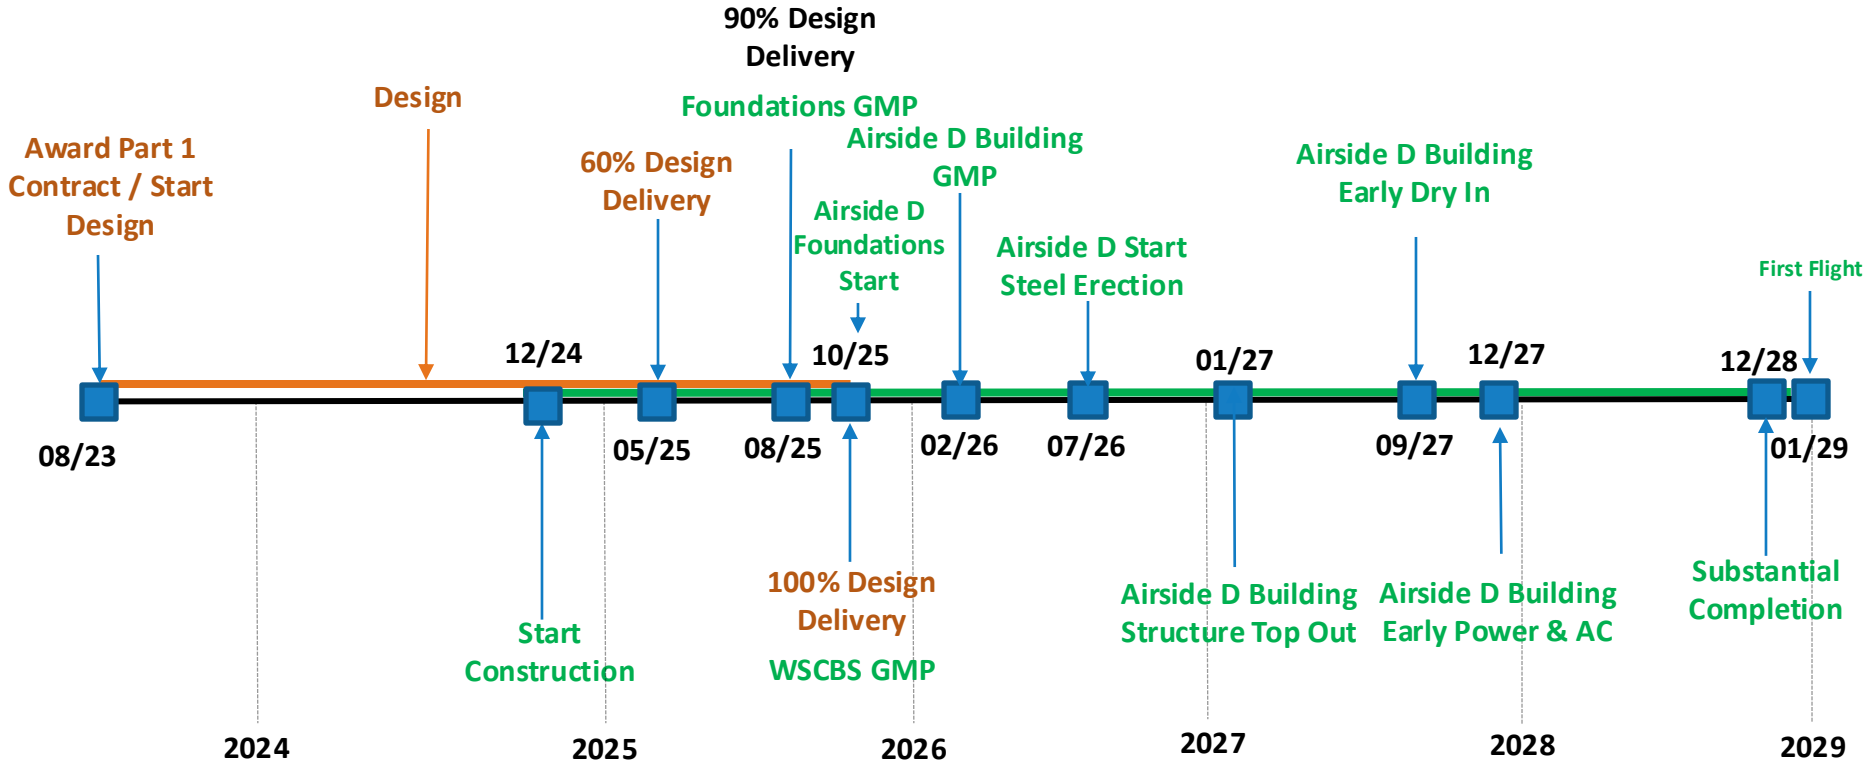 90% Design
Delivery
Design
Foundations GMP
Award Part 1
Contract / Start
Design
60% Design
Delivery
Airside D Building
GMP
Airside D
Foundations
Start
Airside D Start
Steel Erection
Airside D Building
Early Dry In
First Flight
12/24
10/25
01/27
12/27
12/28
08/23
05/25
08/25
02/26
07/26
09/27
01/29
Start
Construction
100% Design
Delivery
WSCBS GMP
Airside D Building
Structure Top Out
Airside D Building
Early Power & AC
Substantial
Completion
2024
2025
2026
2027
2028
2029